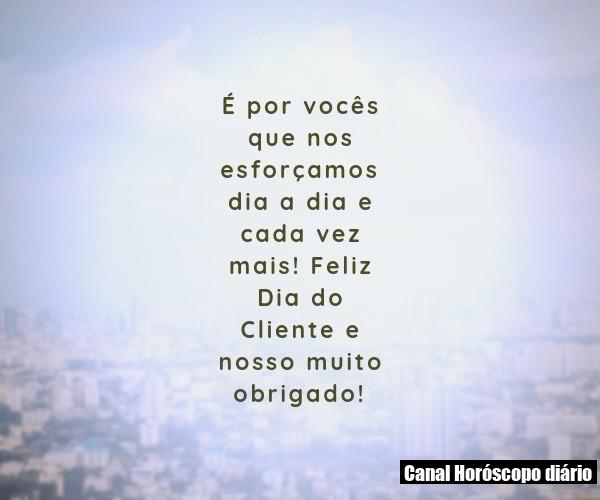 É por vocês
que nos
esforçamos
dia a dia e
cada vez
mais! Feliz
Dia do
Cliente e
nosso muito
obrigado!
Canal Horóscopo diário